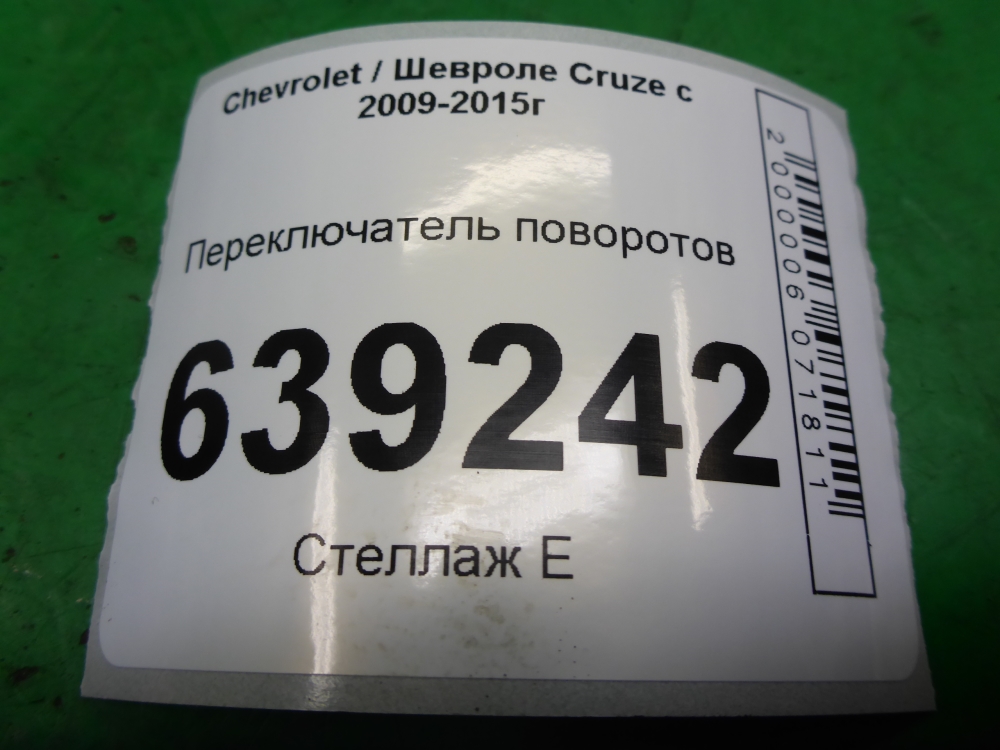 Chevrolet / Шевроле Cruze с
2009-2015г
Переключатель поворотов
639242
Стеллаж Е
2000006071811